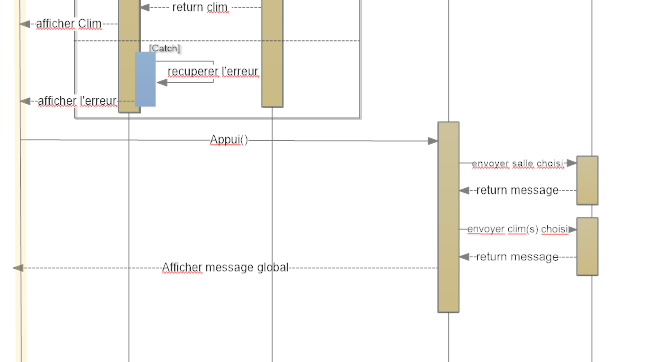 return clim
afficher Clim
[Catch]
recuperer l'erreur
afficher l'erreur
Appui()
envoyer salle choisi
return message
envoyer clim(s) choisi
return message
Afficher message global